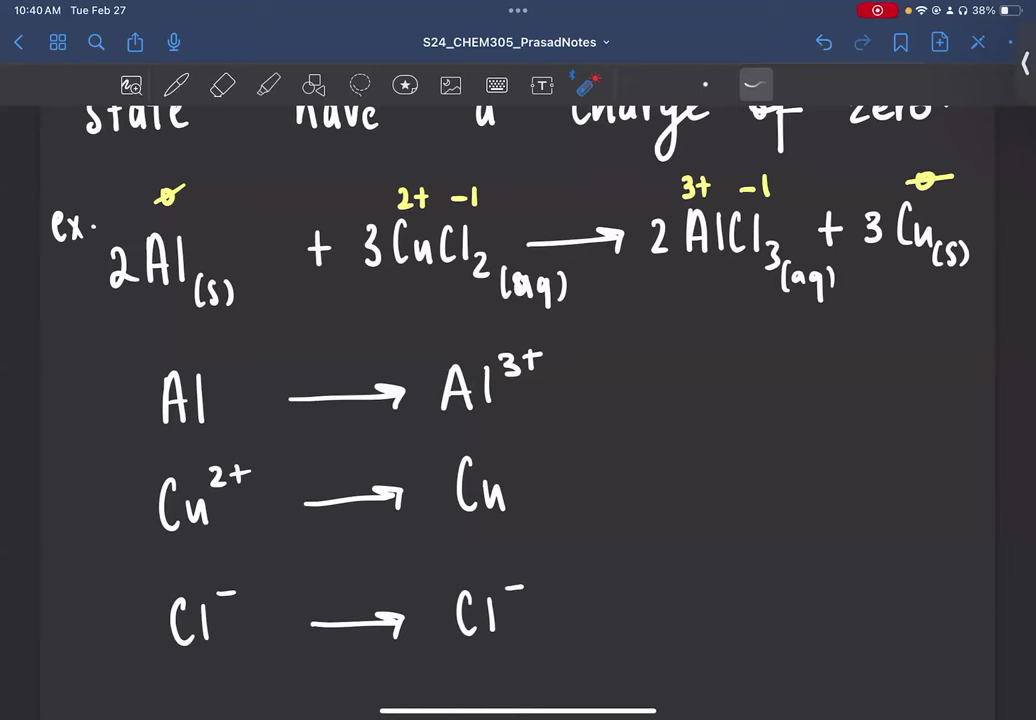 10:40 AM Tue Feb 27
38%
S24_CHEM305_PrasadNotes
state have a charge of zero.
0 2+ -1 3+ -1 0
ex. 2Al(s) + 3CuCl₂(aq) → 2AlCl₃(aq) + 3Cu(s)
Al → Al³⁺
Cu²⁺ → Cu
Cl⁻ → Cl⁻